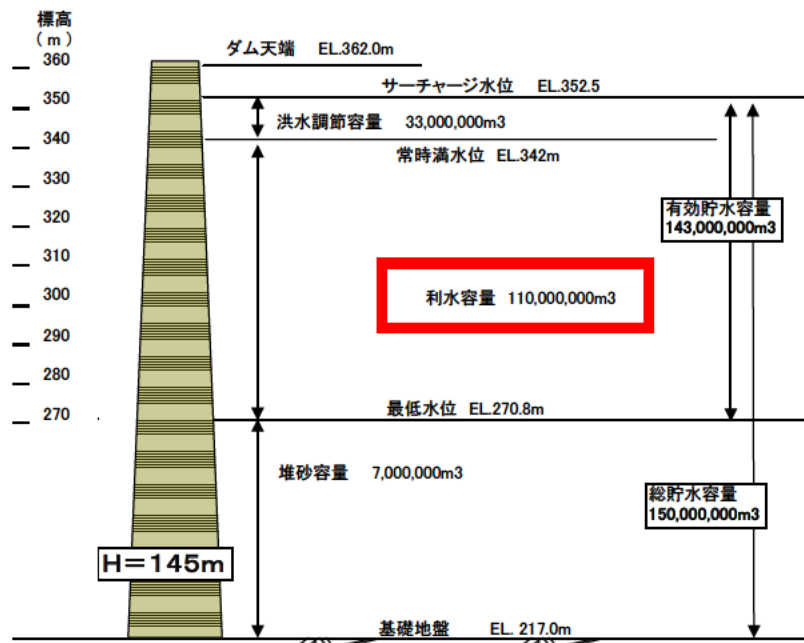 標高
(m)
360
350
340
330
320
310
300
290
280
270
ダム天端 EL.362.0m
サーチャージ水位 EL.352.5
洪水調節容量 33,000,000m3
常時満水位 EL.342m
有効貯水容量
143,000,000m3
利水容量 110,000,000m3
最低水位 EL.270.8m
堆砂容量 7,000,000m3
総貯水容量
150,000,000m3
H=145m
基礎地盤 EL. 217.0m